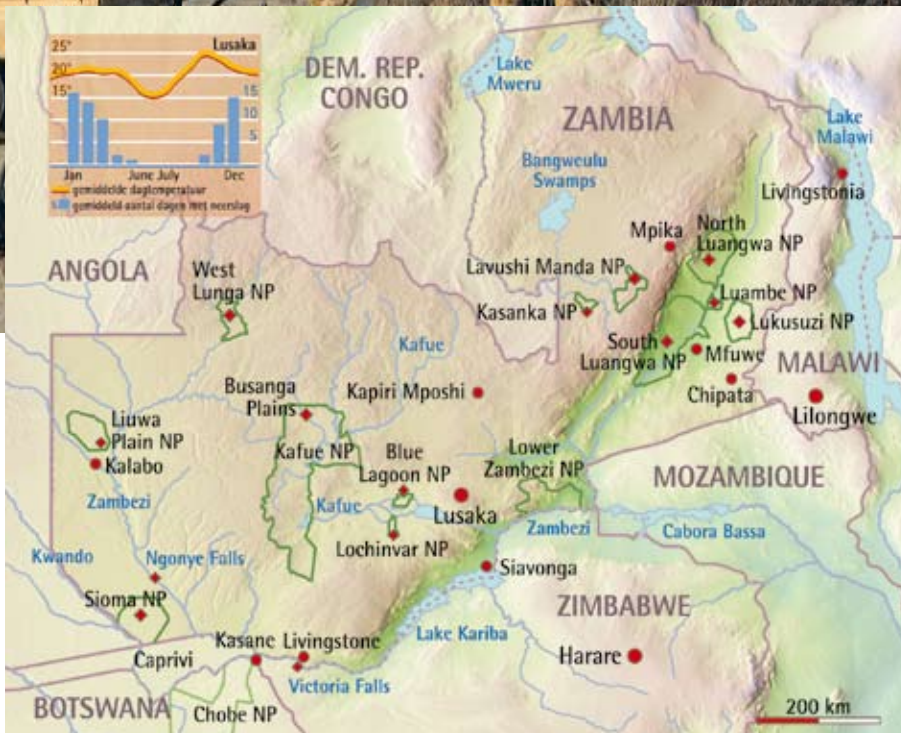 25°
Lusaka
20°
15°
15
10
5
Jan
June July
Dec
gemiddelde dagtemperatuur
gemiddeld aantal dagen met neerslag
DEM. REP.
CONGO
Lake
Mweru
ZAMBIA
Lake
Malawi
Bangweulu
Swamps
Livingstonia
Mpika
North
Luangwa NP
ANGOLA
West
Lunga NP
Lavushi Manda NP
Kasanka NP
Luambe NP
Lukusuzi NP
Kafue
South
Luangwa NP
Mfuwe
MALAWI
Busanga
Plains
Kapiri Mposhi
Chipata
Lilongwe
Liuwa
Plain NP
Kafue NP
Blue
Lagoon NP
Lower
Zambezi NP
Kalabo
MOZAMBIQUE
Zambezi
Kafue
Lusaka
Zambezi
Cabora Bassa
Kwando
Ngonye Falls
Lochinvar NP
Siavonga
Sioma NP
ZIMBABWE
Lake Kariba
Caprivi
Kasane
Livingstone
Harare
Victoria Falls
BOTSWANA
Chobe NP
200 km